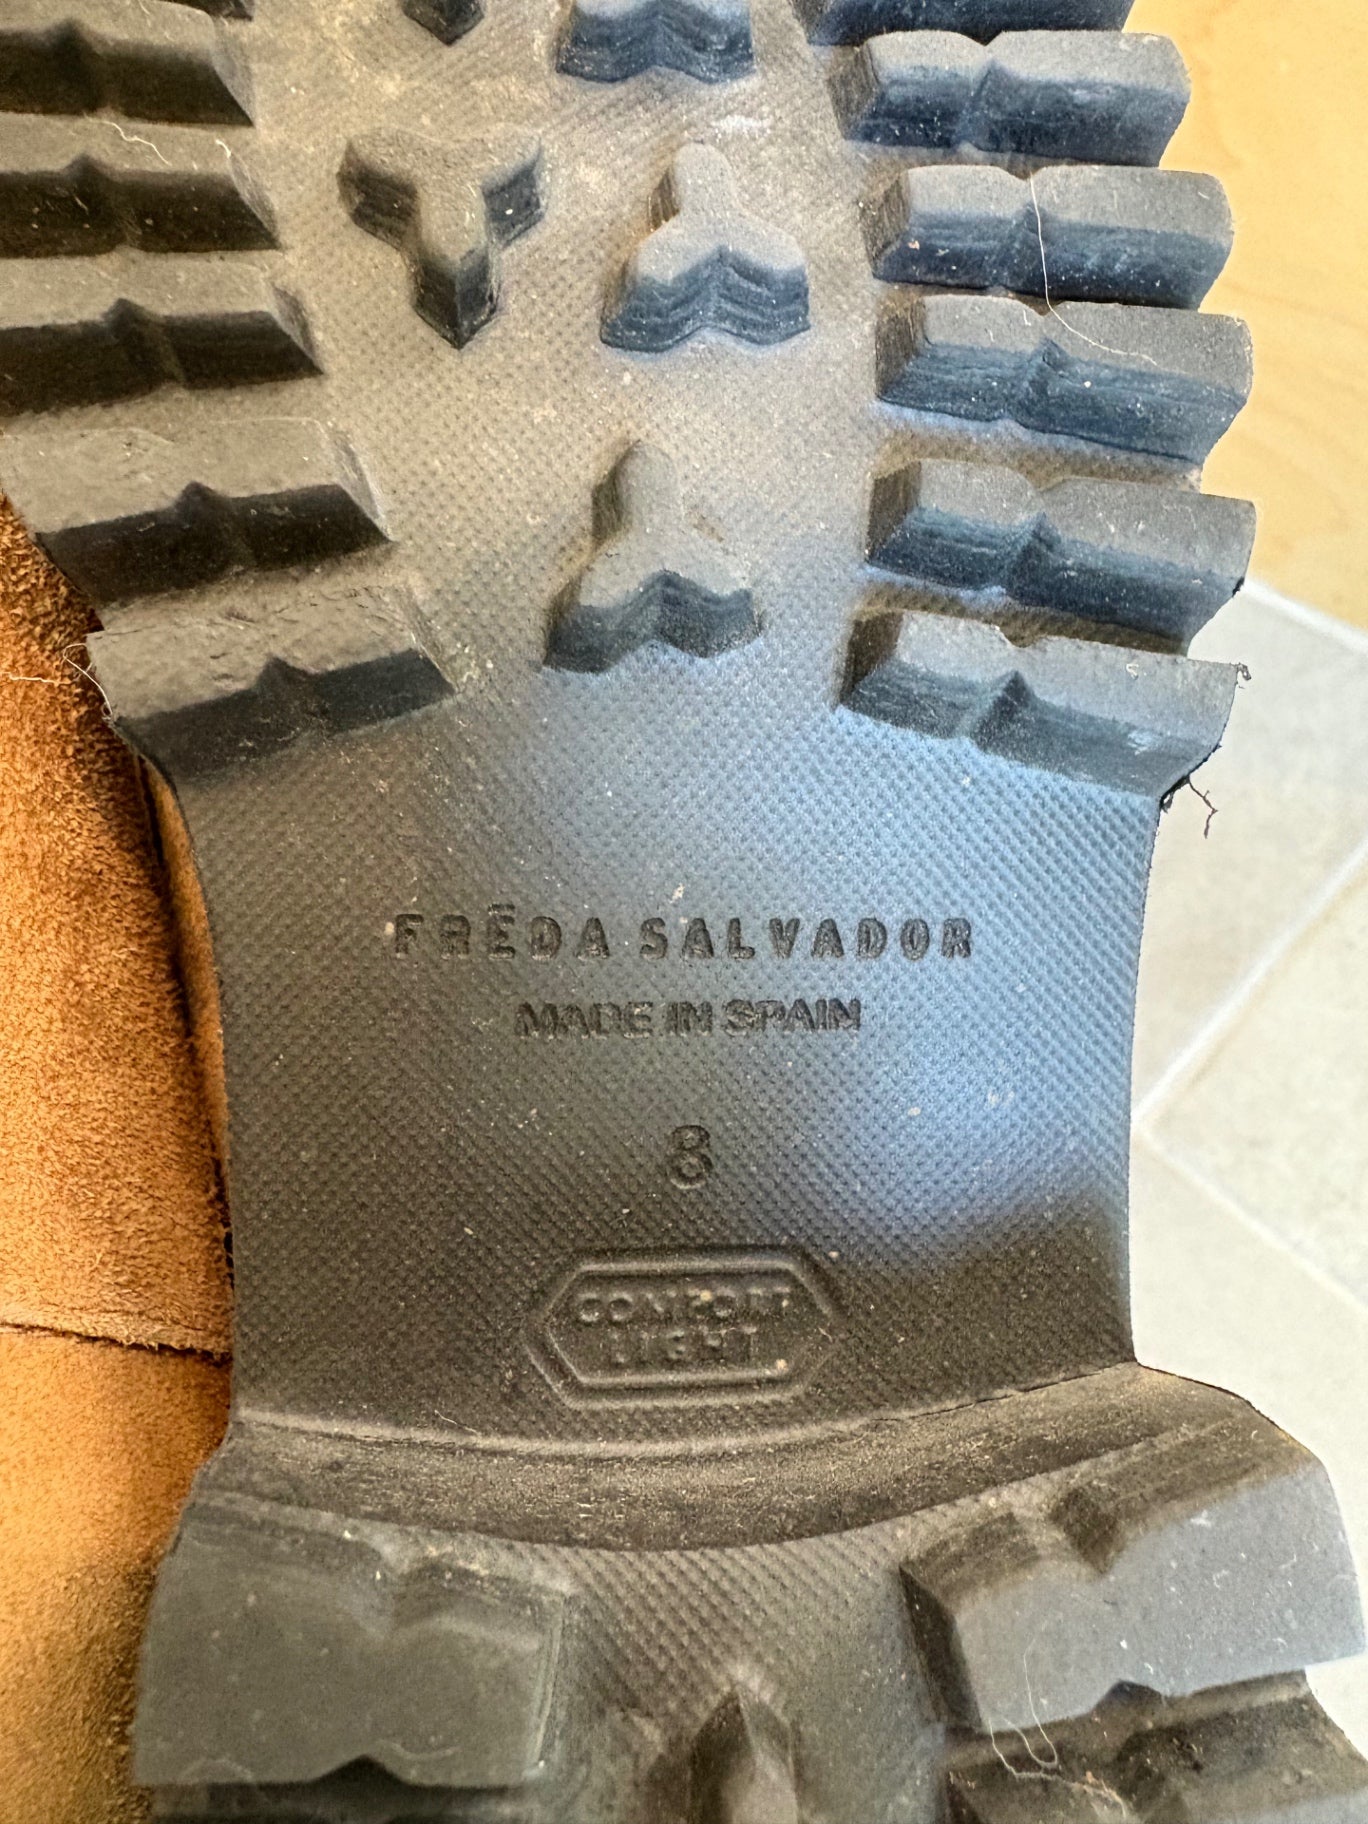 FRĒDA SALVADOR
MADE IN SPAIN
8
COMFORT
LIGHT